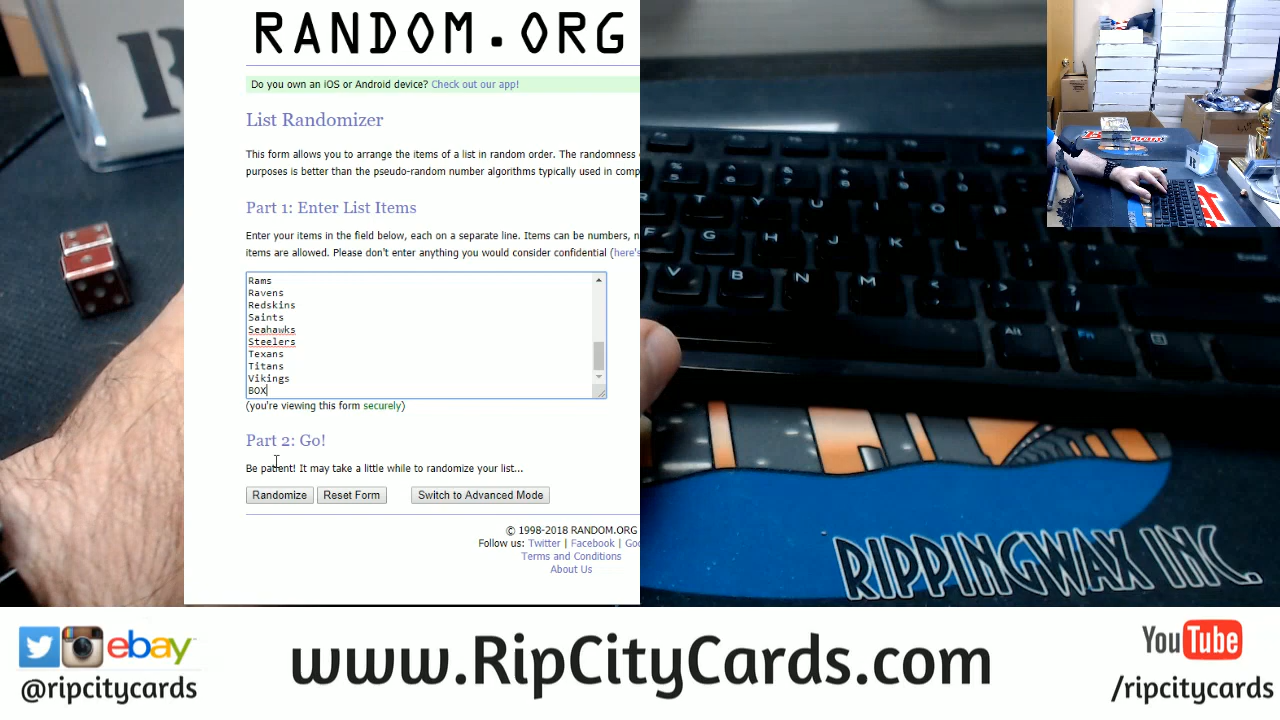 RANDOM.ORG
Do you own an iOS or Android device? Check out our app!
List Randomizer
This form allows you to arrange the items of a list in random order. The randomness
purposes is better than the pseudo-random number algorithms typically used in comp
Part 1: Enter List Items
Enter your items in the field below, each on a separate line. Items can be numbers, n
items are allowed. Please don't enter anything you would consider confidential (here's
Rams
Ravens
Redskins
Saints
Seahawks
Steelers
Texans
Titans
Vikings
BOX
(you're viewing this form securely)
Part 2: Go!
Be patient! It may take a little while to randomize your list...
Randomize Reset Form Switch to Advanced Mode
© 1998-2018 RANDOM.ORG
Follow us: Twitter | Facebook | Goo
Terms and Conditions
About Us
T Y U I O P
F G H J K L
V B N M
Enter
Alt Fn
RIPPINGWAX INC.
ebay
@ripcitycards
www.RipCityCards.com
YouTube
/ripcitycards